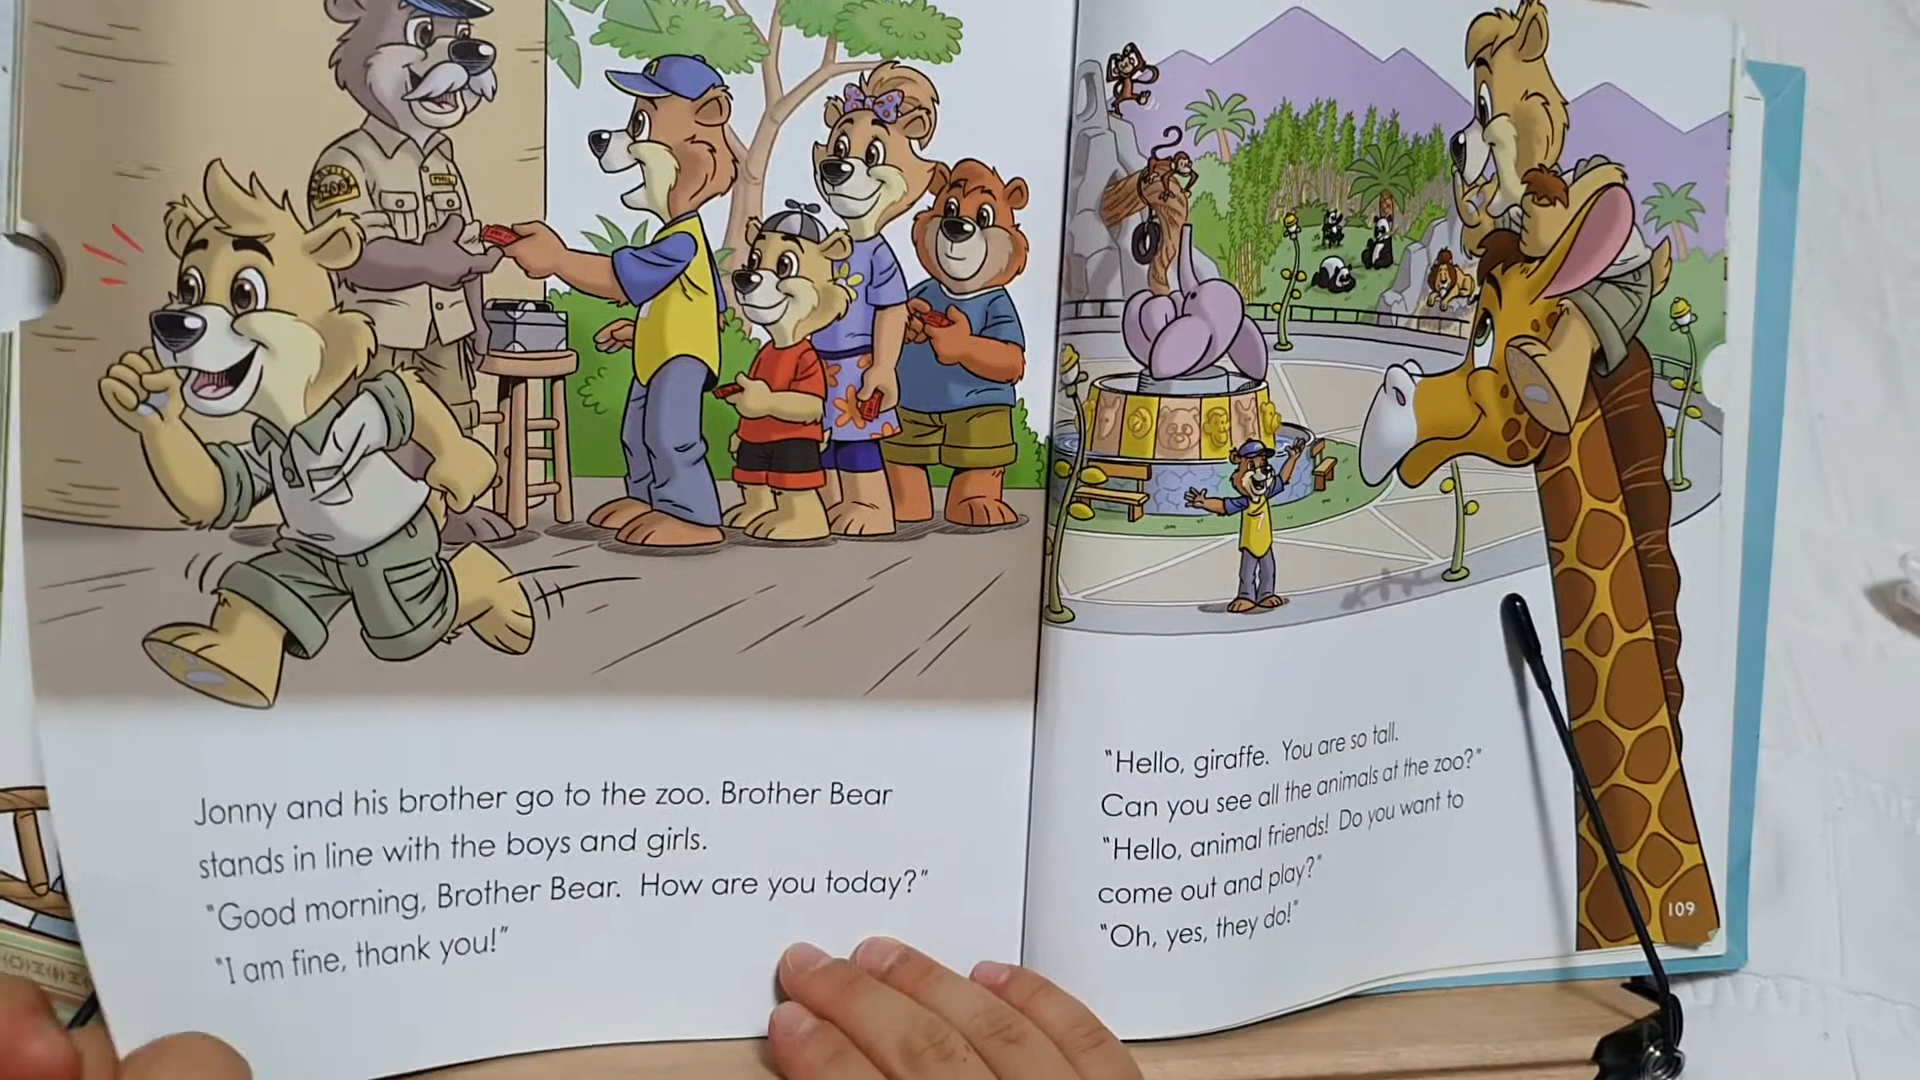 ZOO
PHIL
Jonny and his brother go to the zoo. Brother Bear
stands in line with the boys and girls.
"Good morning, Brother Bear. How are you today?"
"I am fine, thank you!"
"Hello, giraffe. You are so tall.
Can you see all the animals at the zoo?"
"Hello, animal friends! Do you want to
come out and play?"
"Oh, yes, they do!"
109